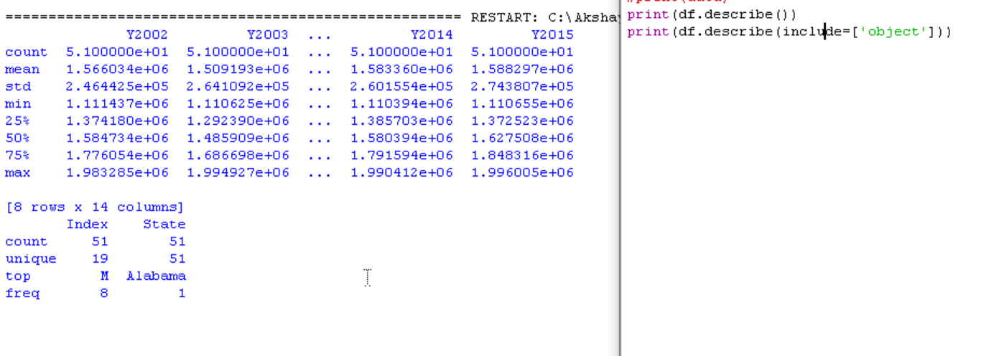 ====================================================== RESTART: C:\Aksha
Y2002 Y2003 ... Y2014 Y2015
count 5.100000e+01 5.100000e+01 ... 5.100000e+01 5.100000e+01
mean 1.566034e+06 1.509193e+06 ... 1.583360e+06 1.588297e+06
std 2.464425e+05 2.641092e+05 ... 2.601554e+05 2.743807e+05
min 1.111437e+06 1.110625e+06 ... 1.110394e+06 1.110655e+06
25% 1.374180e+06 1.292390e+06 ... 1.385703e+06 1.372523e+06
50% 1.584734e+06 1.485909e+06 ... 1.580394e+06 1.627508e+06
75% 1.776054e+06 1.686698e+06 ... 1.791594e+06 1.848316e+06
max 1.983285e+06 1.994927e+06 ... 1.990412e+06 1.996005e+06
[8 rows x 14 columns]
Index State
count 51 51
unique 19 51
top M Alabama
freq 8 1
print(df.describe())
print(df.describe(include=['object']))